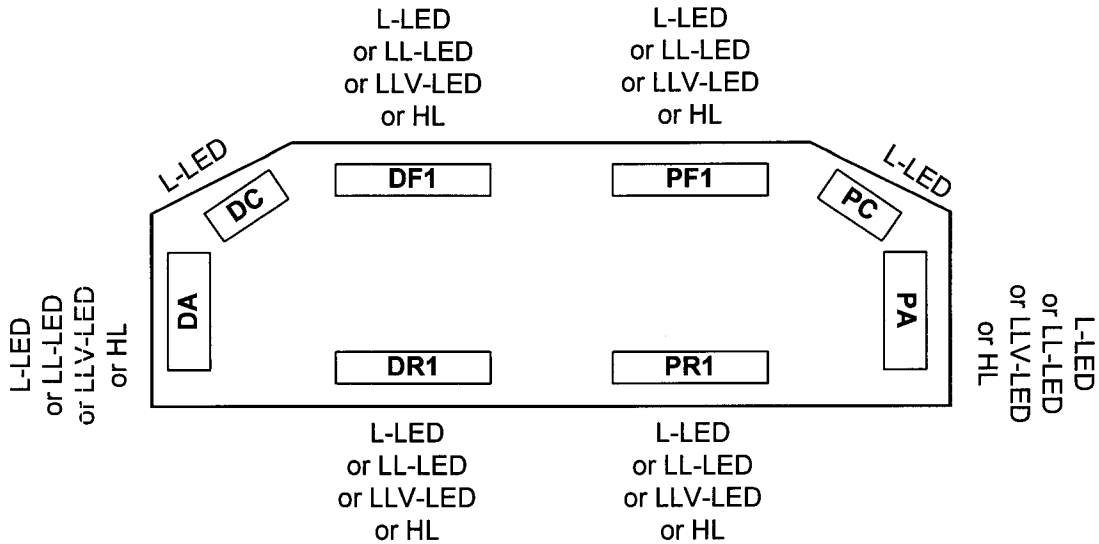 L-LED
or LL-LED
or LLV-LED
or HL
L-LED
or LL-LED
or LLV-LED
or HL
L-LED
L-LED
DF1
PF1
DC
PC
DA
PA
L-LED
or LL-LED
or LLV-LED
or HL
L-LED
or LL-LED
or LLV-LED
or HL
DR1
PR1
L-LED
or LL-LED
or LLV-LED
or HL
L-LED
or LL-LED
or LLV-LED
or HL